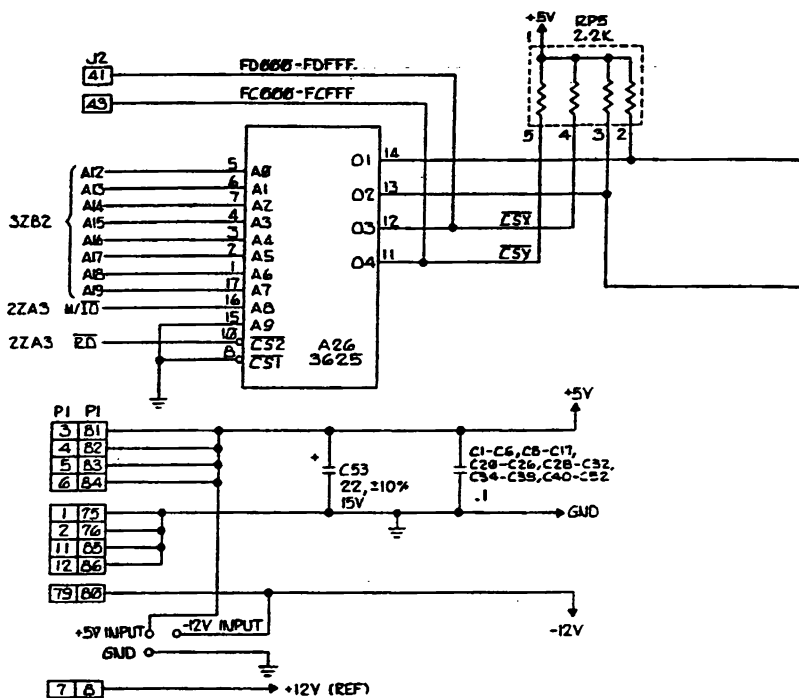 +5V
RP5
2.2K
1
J2
41
FD000-FDFFF
43
FC000-FCFFF
5 4 3 2
3ZB2
A12 5 A0
A13 6 A1
A14 7 A2
A15 4 A3
A16 3 A4
A17 2 A5
A18 1 A6
A19 17 A7
2ZA3 M/IO 16 A8
15 A9
2ZA3 RD 10 CS2
8 CS1
A26
3625
O1 14
O2 13
O3 12 CSX
O4 11 CSY
P1 P1
3 81
4 82
5 83
6 84
1 75
2 76
11 85
12 86
79 80
+5V
+ C53
22, ±10%
15V
C1-C6, C8-C17,
C20-C26, C28-C32,
C34-C38, C40-C52
.1
GND
-12V
+5V INPUT
-12V INPUT
GND
7 8
+12V (REF)